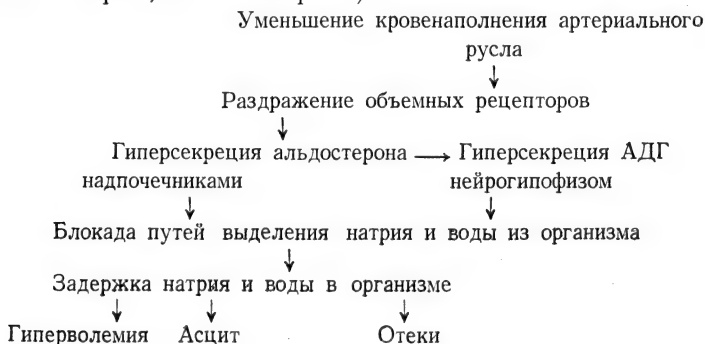 Уменьшение кровенаполнения артериального
русла
Раздражение объемных рецепторов
Гиперсекреция альдостерона → Гиперсекреция АДГ
надпочечниками нейрогипофизом
Блокада путей выделения натрия и воды из организма
Задержка натрия и воды в организме
Гиперволемия Асцит Отеки